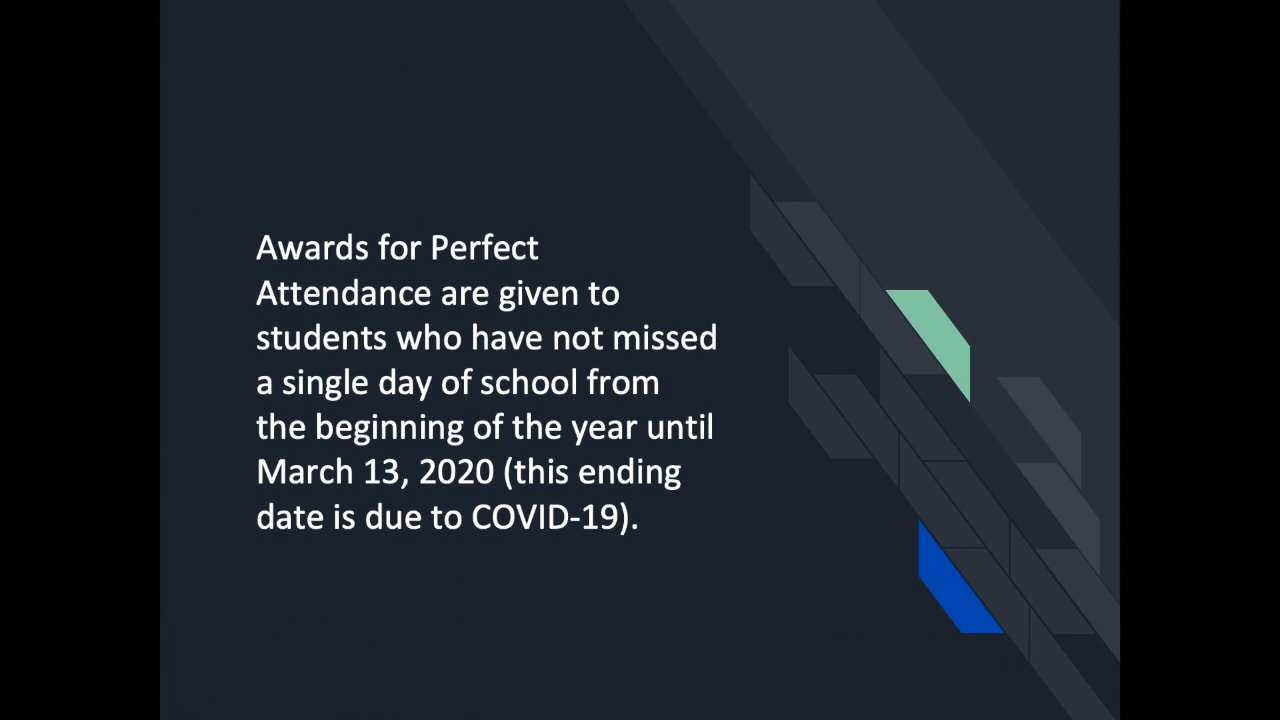 Awards for Perfect
Attendance are given to
students who have not missed
a single day of school from
the beginning of the year until
March 13, 2020 (this ending
date is due to COVID-19).